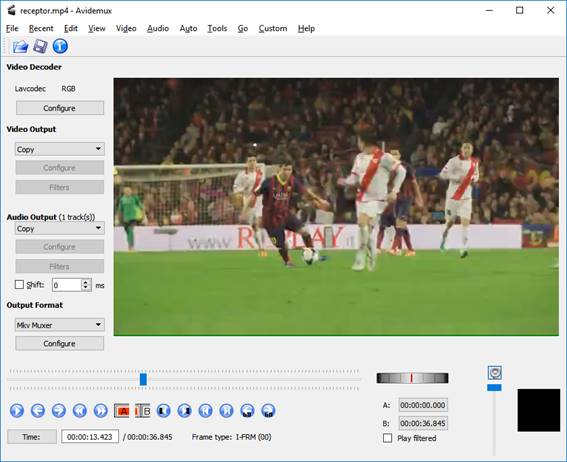 receptor.mp4 - Avidemux
File Recent Edit View Video Audio Auto Tools Go Custom Help
Video Decoder
Lavcodec RGB
Configure
Video Output
Copy
Configure
Filters
Audio Output (1 track(s))
Copy
Configure
Filters
Shift: 0 ms
Output Format
Mkv Muxer
Configure
www
A B
A: 00:00:00.000
B: 00:00:36.845
Play filtered
Time: 00:00:13.423 / 00:00:36.845 Frame type: I-FRM (00)